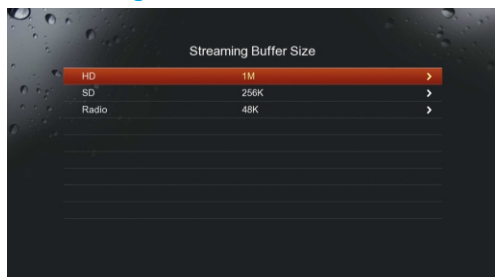 Streaming Buffer Size
HD 1M >
SD 256K >
Radio 48K >